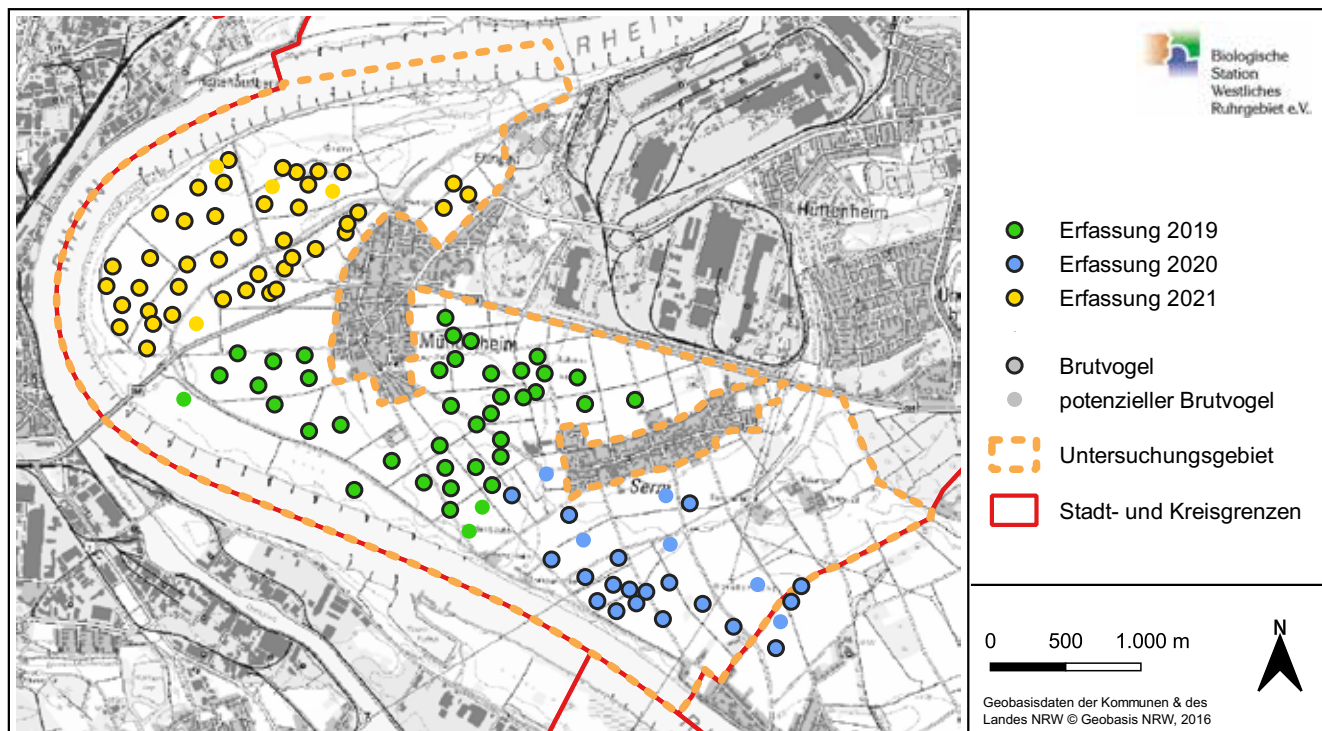 RHEIN
Hüttenheim
RHEIN
Serm
Biologische
Station
Westliches
Ruhrgebiet e.V.
Erfassung 2019
Erfassung 2020
Erfassung 2021
Brutvogel
potenzieller Brutvogel
Untersuchungsgebiet
Stadt- und Kreisgrenzen
0 500 1.000 m
N
Geobasisdaten der Kommunen & des
Landes NRW © Geobasis NRW, 2016